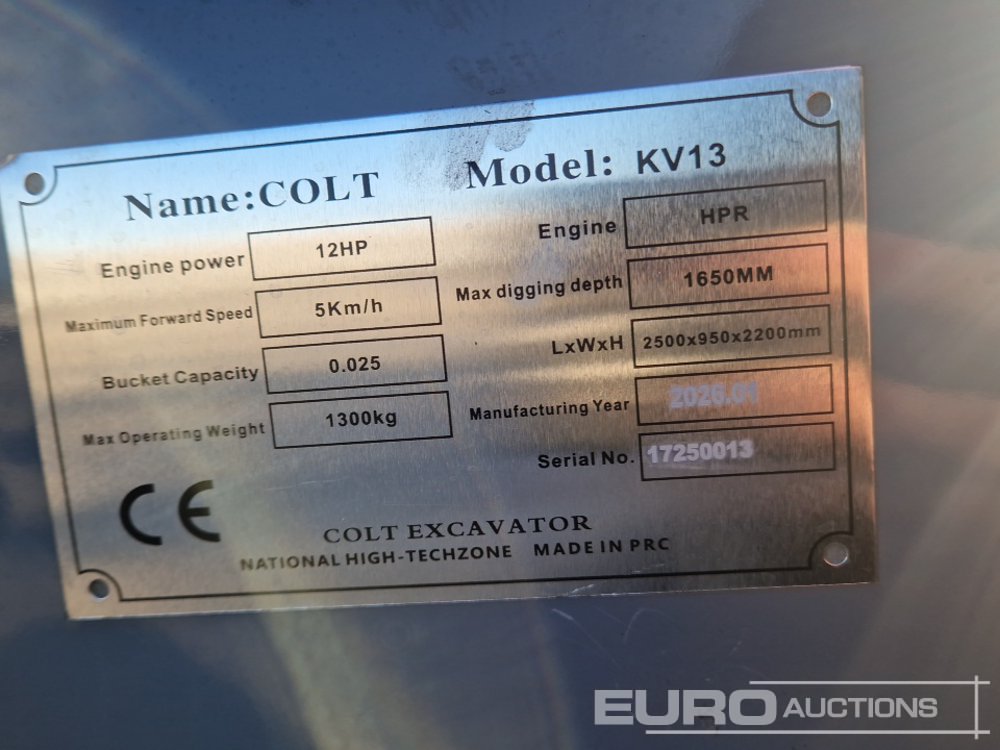 Name:COLT Model: KV13
Engine power 12HP
Engine HPR
Maximum Forward Speed 5Km/h
Max digging depth 1650MM
Bucket Capacity 0.025
LxWxH 2500x950x2200mm
Max Operating Weight 1300kg
Manufacturing Year 2026.01
Serial No. 17250013
CE
COLT EXCAVATOR
NATIONAL HIGH-TECHZONE MADE IN PRC
EURO AUCTIONS